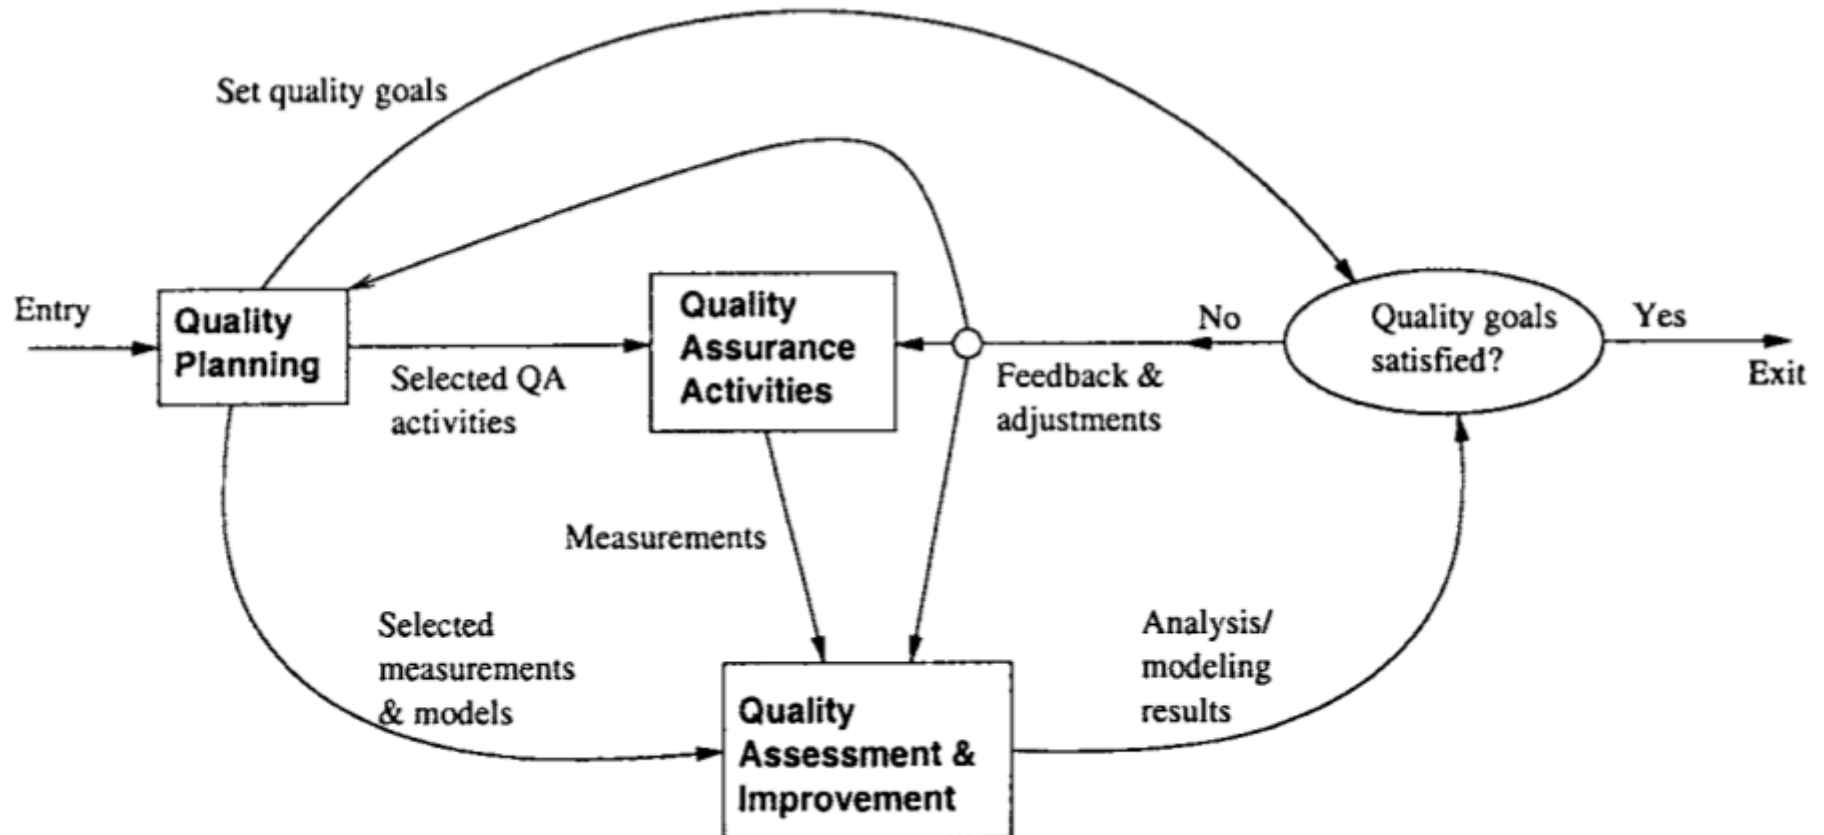 Set quality goals
Entry
Quality
Planning
Selected QA
activities
Quality
Assurance
Activities
No
Feedback &
adjustments
Quality goals
satisfied?
Yes
Exit
Measurements
Selected
measurements
& models
Analysis/
modeling
results
Quality
Assessment &
Improvement